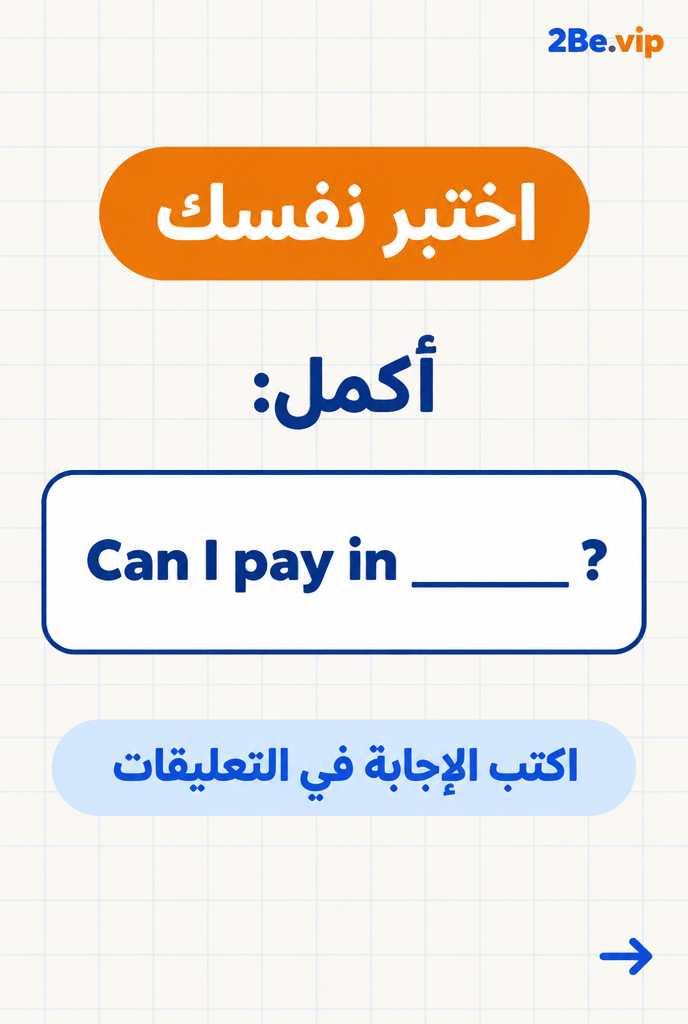 2Be.vip
اختبر نفسك
أكمل:
Can I pay in ______ ?
اكتب الإجابة في التعليقات